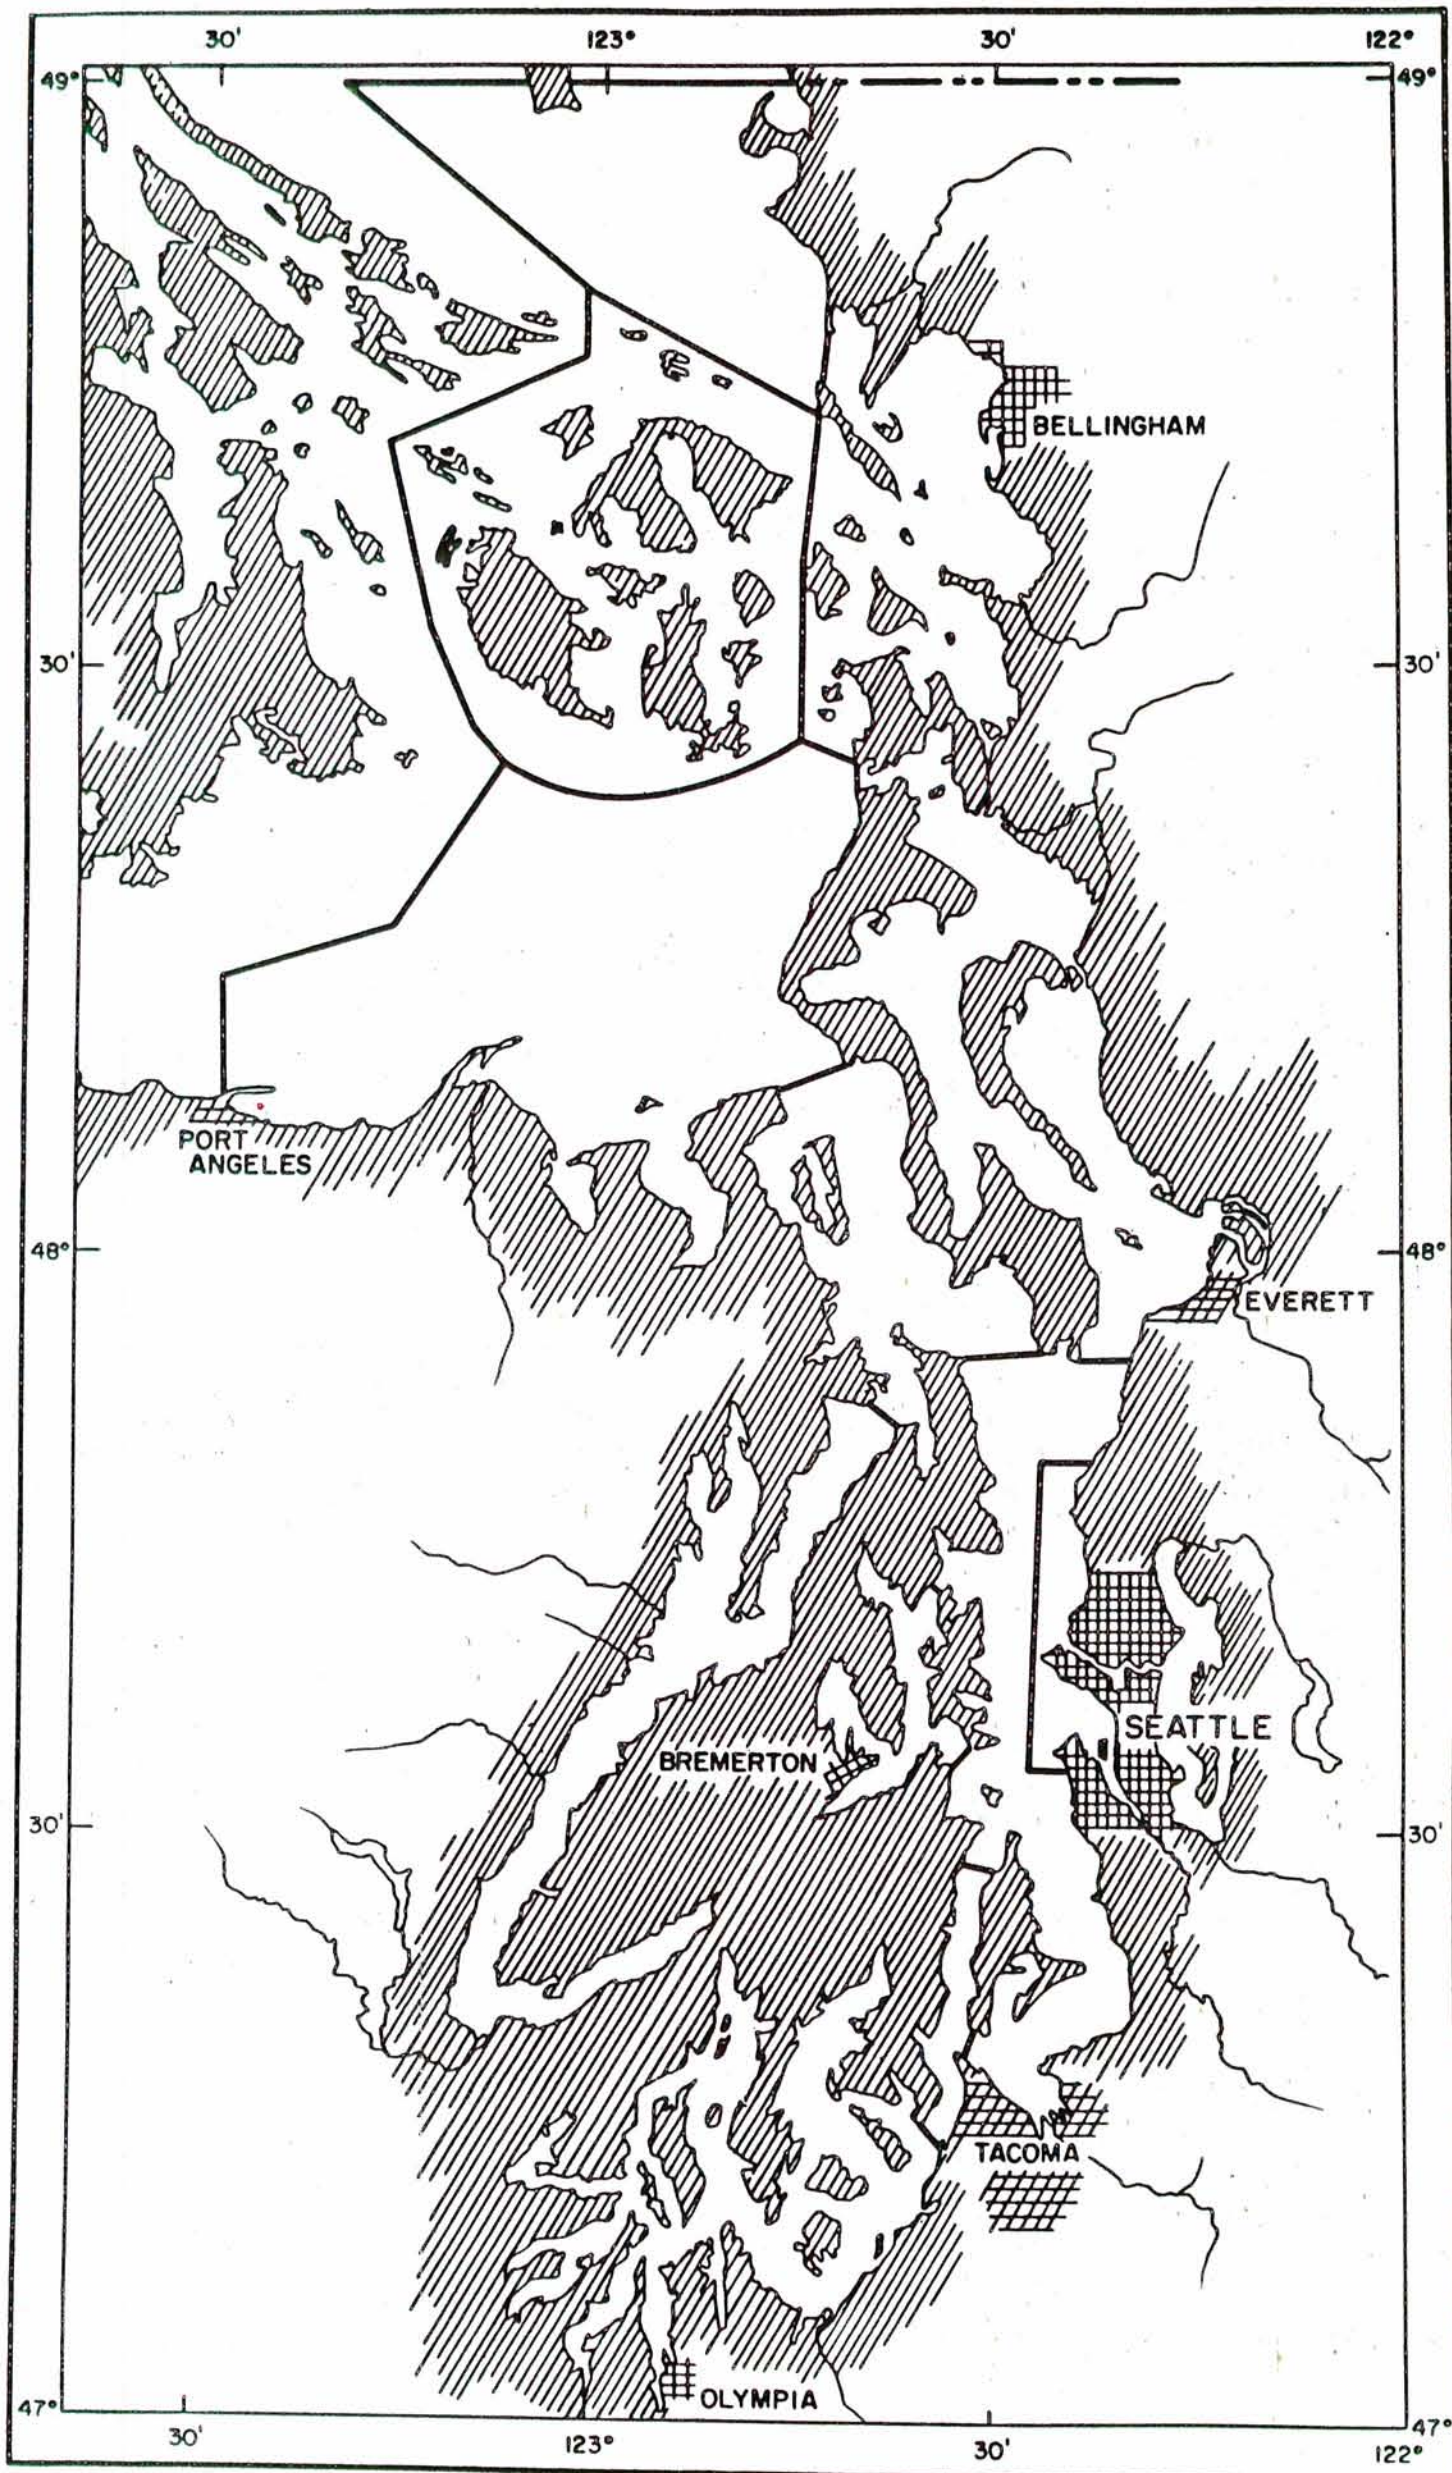 30' 123° 30' 122°
49° 49°
BELLINGHAM
30' 30'
PORT
ANGELES
48° 48°
EVERETT
SEATTLE
BREMERTON
30' 30'
TACOMA
OLYMPIA
47° 47°
30' 123° 30' 122°